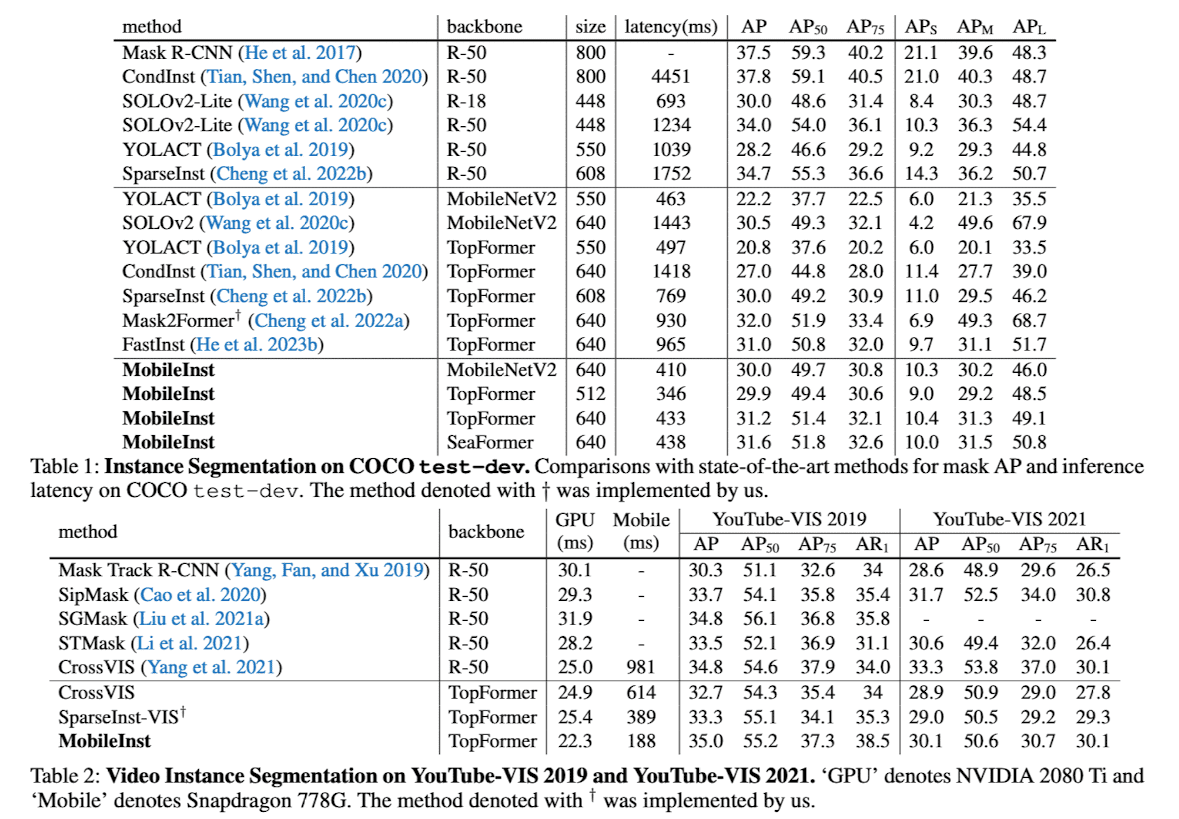 method backbone size latency(ms) AP AP50 AP75 APS APM APL
Mask R-CNN (He et al. 2017) R-50 800 - 37.5 59.3 40.2 21.1 39.6 48.3
CondInst (Tian, Shen, and Chen 2020) R-50 800 4451 37.8 59.1 40.5 21.0 40.3 48.7
SOLOv2-Lite (Wang et al. 2020c) R-18 448 693 30.0 48.6 31.4 8.4 30.3 48.7
SOLOv2-Lite (Wang et al. 2020c) R-50 448 1234 34.0 54.0 36.1 10.3 36.3 54.4
YOLACT (Bolya et al. 2019) R-50 550 1039 28.2 46.6 29.2 9.2 29.3 44.8
SparseInst (Cheng et al. 2022b) R-50 608 1752 34.7 55.3 36.6 14.3 36.2 50.7
YOLACT (Bolya et al. 2019) MobileNetV2 550 463 22.2 37.7 22.5 6.0 21.3 35.5
SOLOv2 (Wang et al. 2020c) MobileNetV2 640 1443 30.5 49.3 32.1 4.2 49.6 67.9
YOLACT (Bolya et al. 2019) TopFormer 550 497 20.8 37.6 20.2 6.0 20.1 33.5
CondInst (Tian, Shen, and Chen 2020) TopFormer 640 1418 27.0 44.8 28.0 11.4 27.7 39.0
SparseInst (Cheng et al. 2022b) TopFormer 608 769 30.0 49.2 30.9 11.0 29.5 46.2
Mask2Former† (Cheng et al. 2022a) TopFormer 640 930 32.0 51.9 33.4 6.9 49.3 68.7
FastInst (He et al. 2023b) TopFormer 640 965 31.0 50.8 32.0 9.7 31.1 51.7
MobileInst MobileNetV2 640 410 30.0 49.7 30.8 10.3 30.2 46.0
MobileInst TopFormer 512 346 29.9 49.4 30.6 9.0 29.2 48.5
MobileInst TopFormer 640 433 31.2 51.4 32.1 10.4 31.3 49.1
MobileInst SeaFormer 640 438 31.6 51.8 32.6 10.0 31.5 50.8
Table 1: Instance Segmentation on COCO test-dev. Comparisons with state-of-the-art methods for mask AP and inference
latency on COCO test-dev. The method denoted with † was implemented by us.
method backbone GPU Mobile YouTube-VIS 2019 YouTube-VIS 2021
(ms) (ms) AP AP50 AP75 AR1 AP AP50 AP75 AR1
Mask Track R-CNN (Yang, Fan, and Xu 2019) R-50 30.1 - 30.3 51.1 32.6 34 28.6 48.9 29.6 26.5
SipMask (Cao et al. 2020) R-50 29.3 - 33.7 54.1 35.8 35.4 31.7 52.5 34.0 30.8
SGMask (Liu et al. 2021a) R-50 31.9 - 34.8 56.1 36.8 35.8 - - - -
STMask (Li et al. 2021) R-50 28.2 - 33.5 52.1 36.9 31.1 30.6 49.4 32.0 26.4
CrossVIS (Yang et al. 2021) R-50 25.0 981 34.8 54.6 37.9 34.0 33.3 53.8 37.0 30.1
CrossVIS TopFormer 24.9 614 32.7 54.3 35.4 34 28.9 50.9 29.0 27.8
SparseInst-VIS† TopFormer 25.4 389 33.3 55.1 34.1 35.3 29.0 50.5 29.2 29.3
MobileInst TopFormer 22.3 188 35.0 55.2 37.3 38.5 30.1 50.6 30.7 30.1
Table 2: Video Instance Segmentation on YouTube-VIS 2019 and YouTube-VIS 2021. ‘GPU’ denotes NVIDIA 2080 Ti and
‘Mobile’ denotes Snapdragon 778G. The method denoted with † was implemented by us.